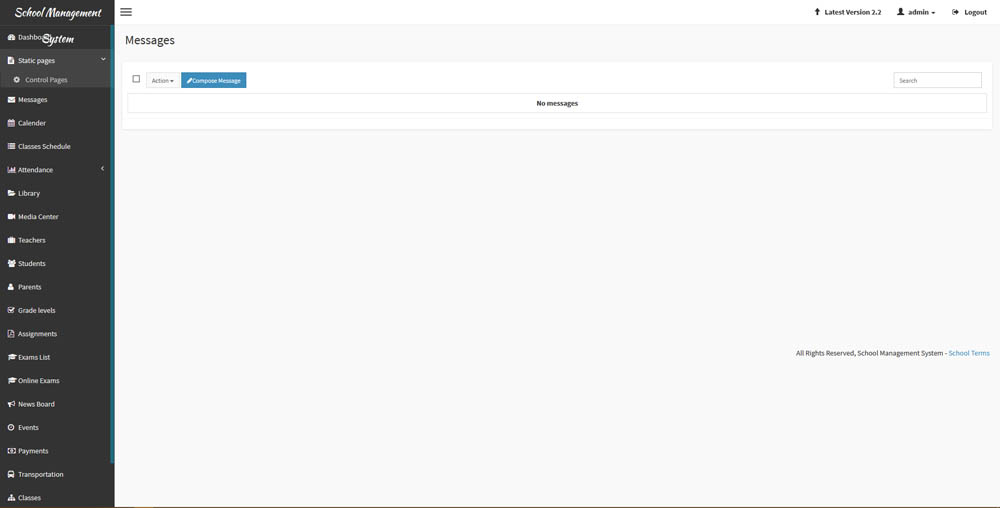 School Management
System
Dashboard
Static pages
Control Pages
Messages
Calender
Classes Schedule
Attendance
Library
Media Center
Teachers
Students
Parents
Grade levels
Assignments
Exams List
Online Exams
News Board
Events
Payments
Transportation
Classes
Latest Version 2.2
admin
Logout
Messages
Action
Compose Message
Search
No messages
All Rights Reserved, School Management System - School Terms